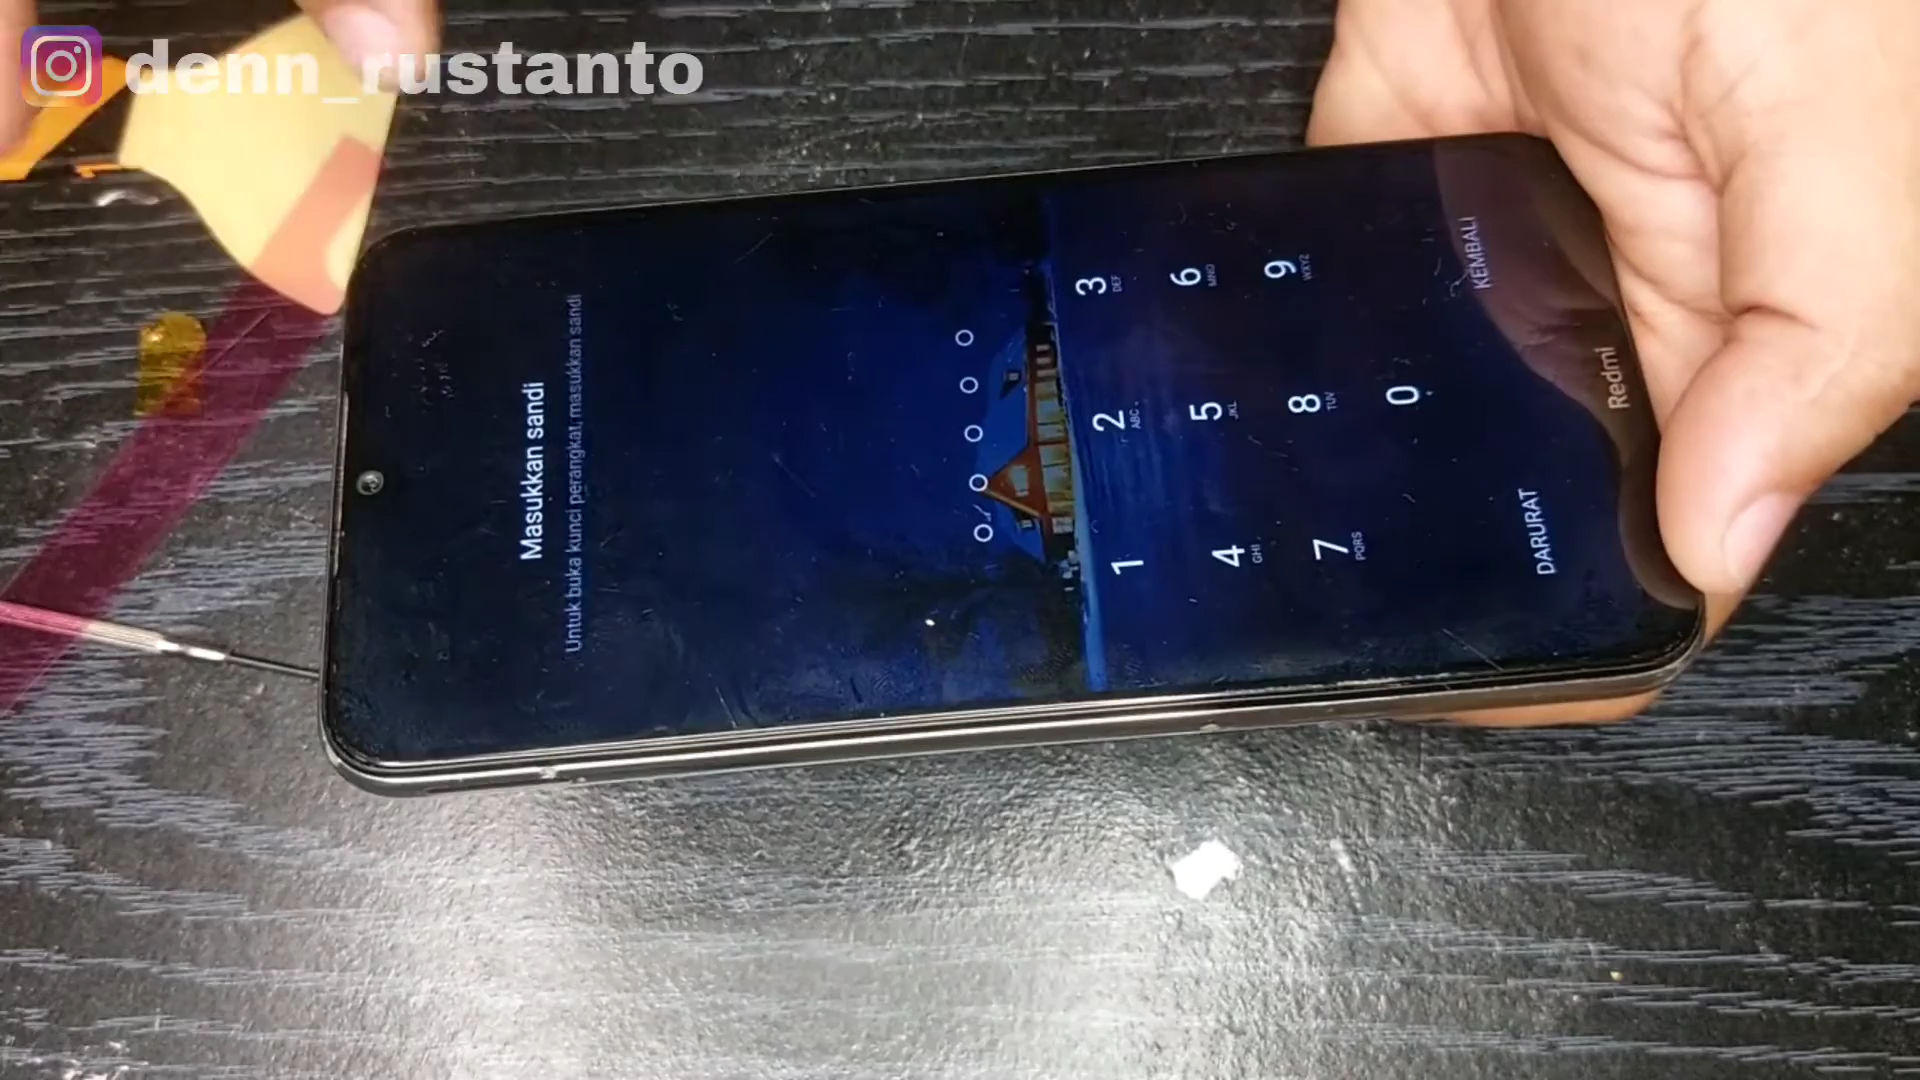 denn_rustanto
Masukkan sandi
Untuk buka kunci perangkat, masukkan sandi
1
2 ABC
3 DEF
4 GHI
5 JKL
6 MNO
7 PQRS
8 TUV
9 WXYZ
0 +
DARURAT
KEMBALI
Redmi